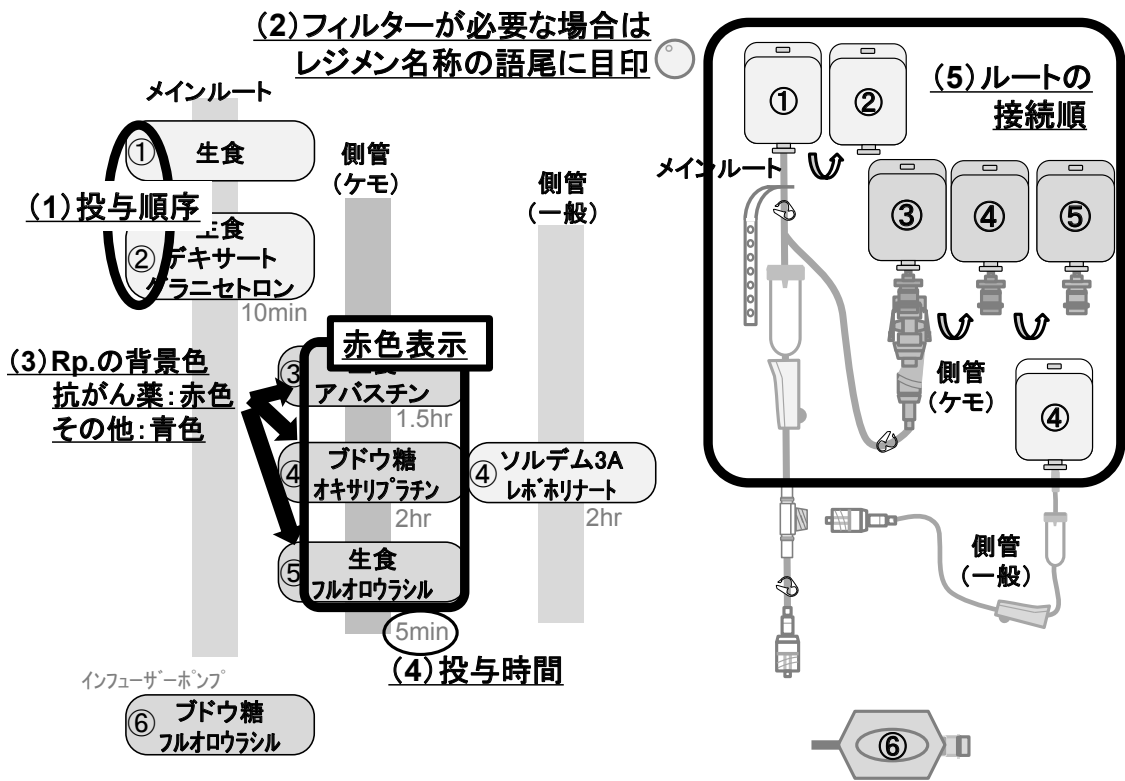 (2)フィルターが必要な場合は
レジメン名称の語尾に目印
メインルート
① 生食
(1)投与順序
生食
② デキサート
グラニセトロン
10min
側管
(ケモ)
側管
(一般)
赤色表示
(3)Rp.の背景色
抗がん薬:赤色
その他:青色
③
アバスチン
1.5hr
④ ブドウ糖
オキサリプラチン
2hr
④ ソルデム3A
レボホリナート
2hr
⑤ 生食
フルオロウラシル
5min
(4)投与時間
インフューザーポンプ
⑥ ブドウ糖
フルオロウラシル
(5)ルートの
接続順
① ②
メインルート
③ ④ ⑤
側管
(ケモ)
④
側管
(一般)
⑥